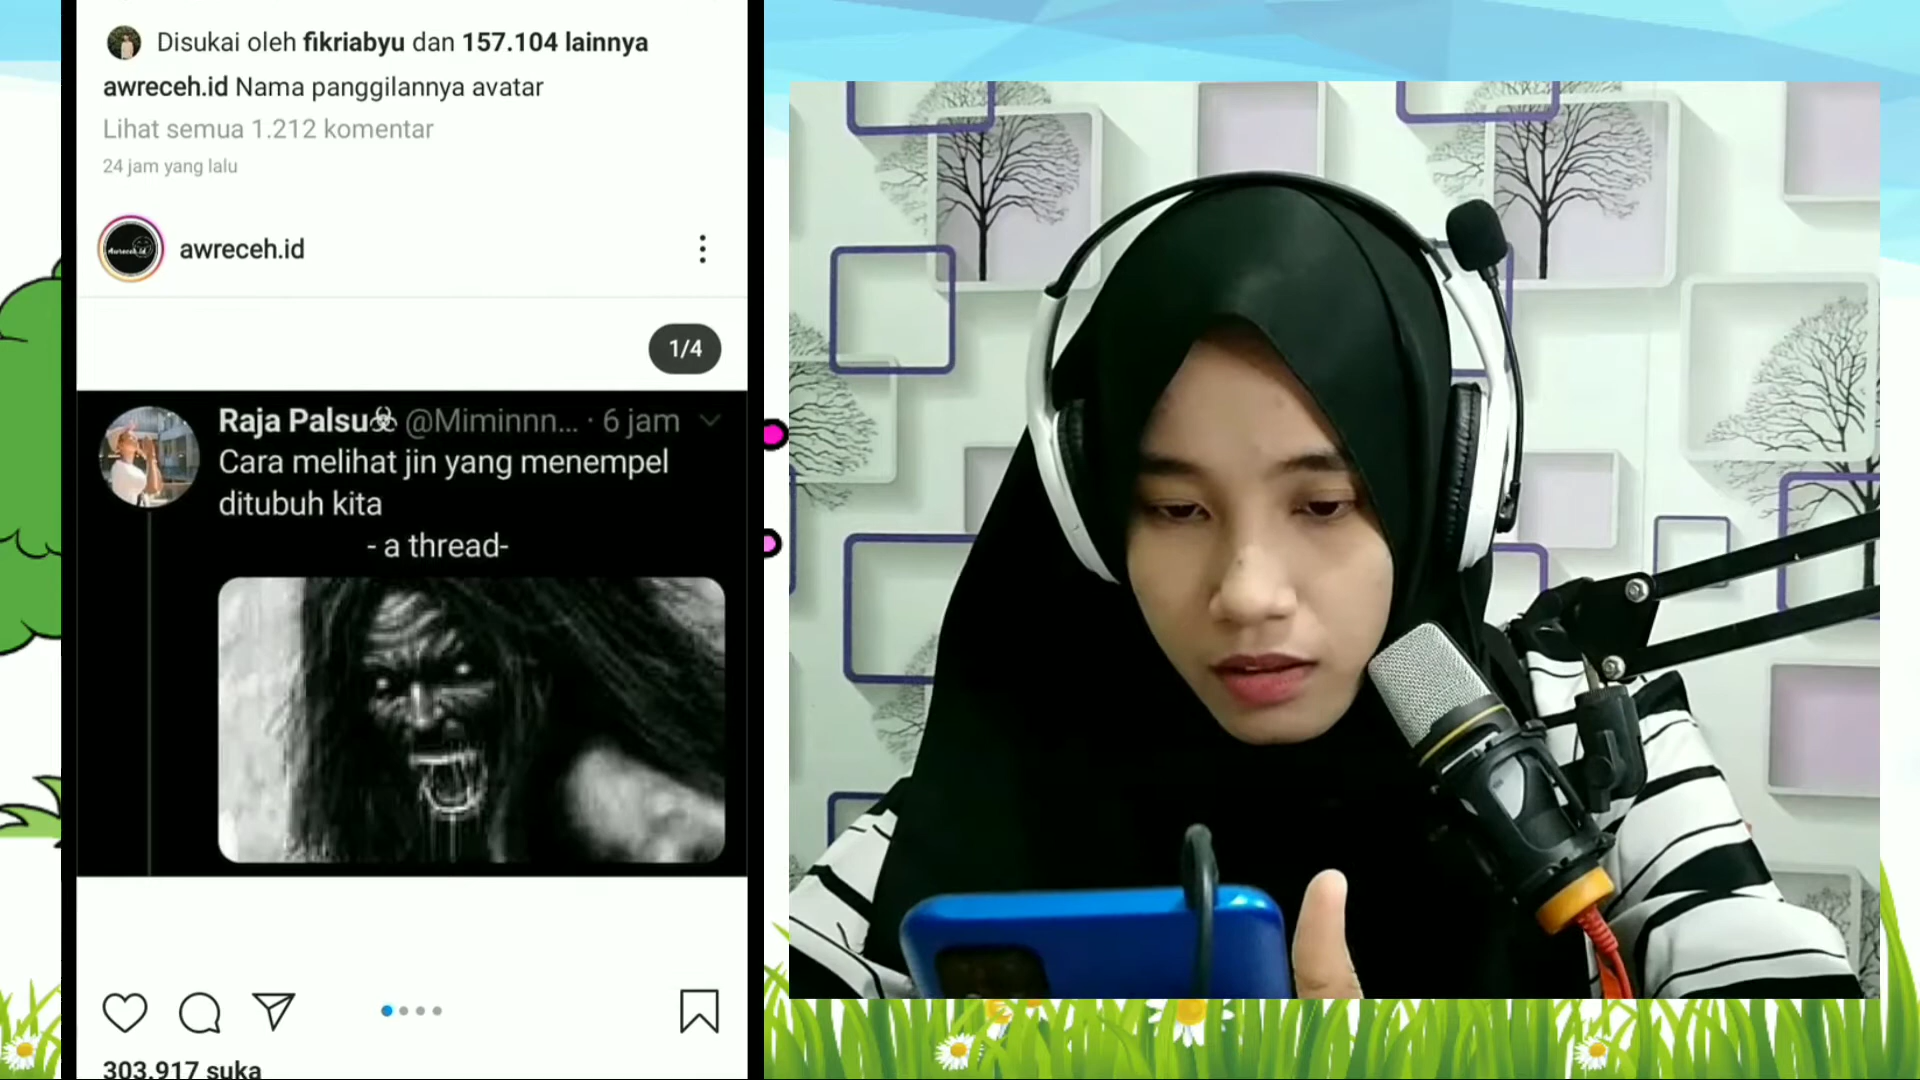 Disukai oleh fikriabyu dan 157.104 lainnya
awreceh.id Nama panggilannya avatar
Lihat semua 1.212 komentar
24 jam yang lalu
awreceh.id
1/4
Raja Palsu☣ @Miminnn... · 6 jam
Cara melihat jin yang menempel
ditubuh kita
- a thread-
303.917 suka